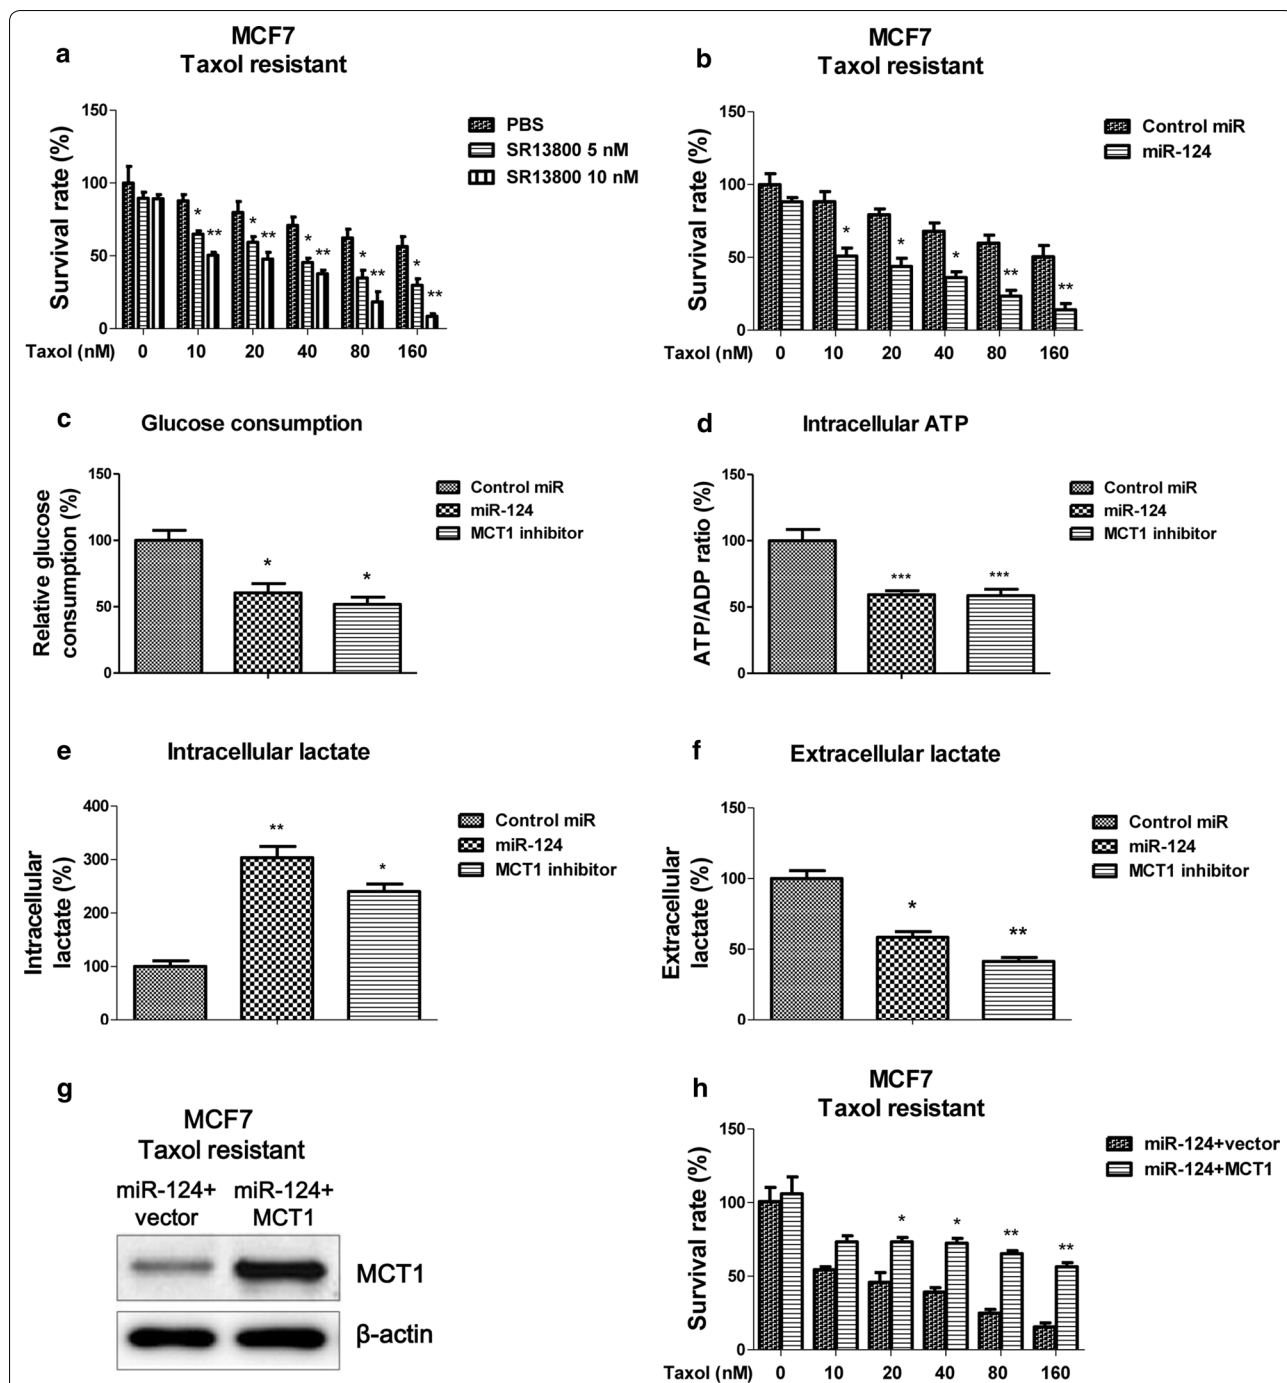 a
MCF7
Taxol resistant
Survival rate (%)
150
100
50
0
Taxol (nM)
0 10 20 40 80 160
* ** * ** * ** * ** * **
PBS
SR13800 5 nM
SR13800 10 nM
b
MCF7
Taxol resistant
Survival rate (%)
150
100
50
0
Taxol (nM)
0 10 20 40 80 160
* * * ** **
Control miR
miR-124
c
Glucose consumption
Relative glucose
consumption (%)
150
100
50
0
* *
Control miR
miR-124
MCT1 inhibitor
d
Intracellular ATP
ATP/ADP ratio (%)
150
100
50
0
*** ***
Control miR
miR-124
MCT1 inhibitor
e
Intracellular lactate
Intracellular
lactate (%)
400
300
200
100
0
** *
Control miR
miR-124
MCT1 inhibitor
f
Extracellular lactate
Extracellular
lactate (%)
150
100
50
0
* **
Control miR
miR-124
MCT1 inhibitor
g
MCF7
Taxol resistant
miR-124+ miR-124+
vector MCT1
MCT1
β-actin
h
MCF7
Taxol resistant
Survival rate (%)
150
100
50
0
Taxol (nM)
0 10 20 40 80 160
* * ** **
miR-124+vector
miR-124+MCT1